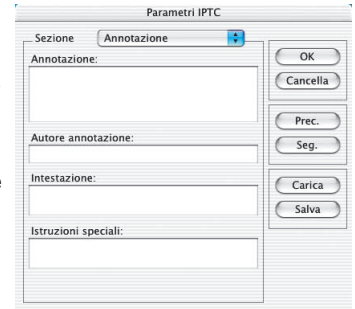 Parametri IPTC
Sezione Annotazione
Annotazione:
Autore annotazione:
Intestazione:
Istruzioni speciali:
OK
Cancella
Prec.
Seg.
Carica
Salva
e